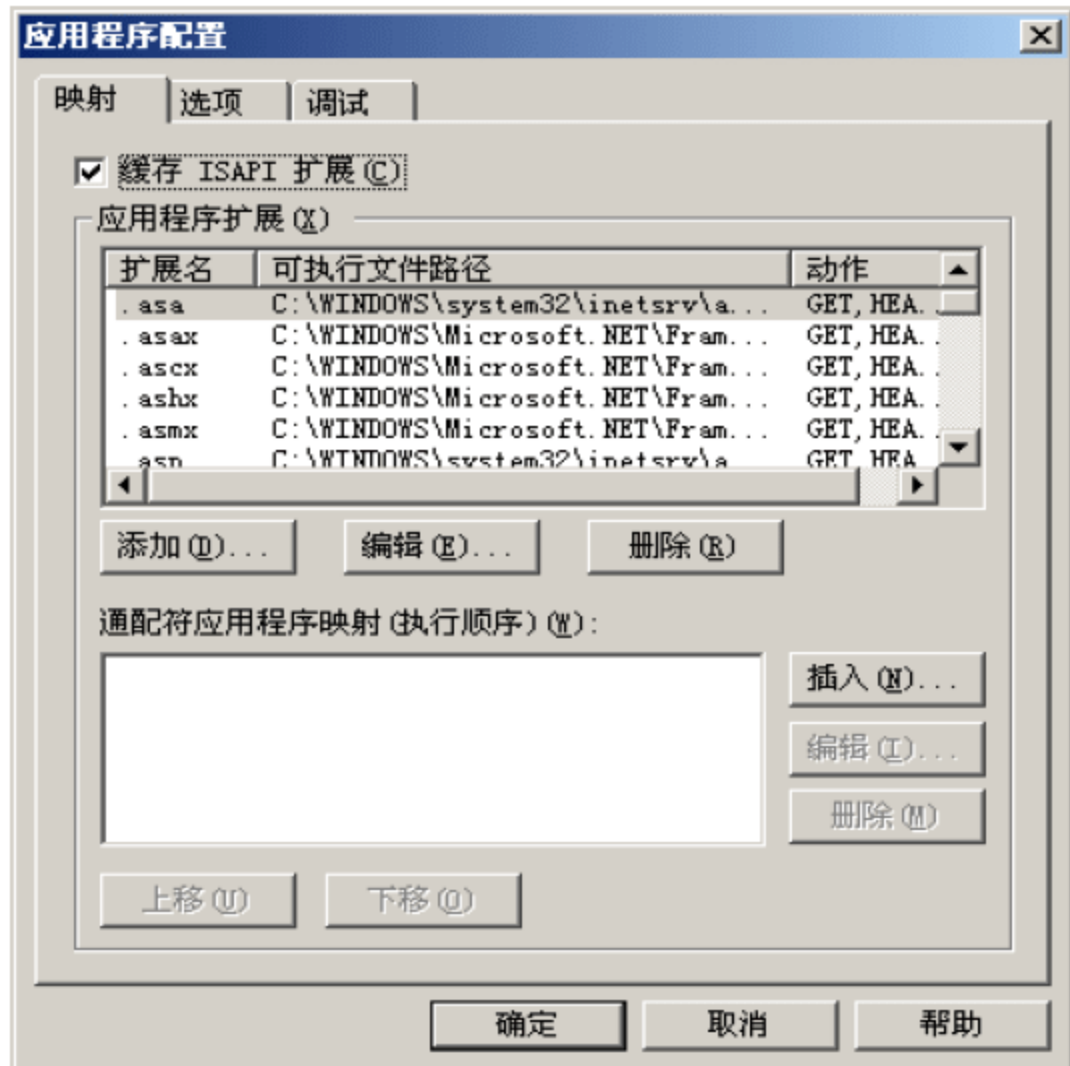 应用程序配置
映射 选项 调试
缓存 ISAPI 扩展(C)
应用程序扩展(X)
扩展名 可执行文件路径 动作
.asa C:\WINDOWS\system32\inetsrv\a... GET,HEA..
.asax C:\WINDOWS\Microsoft.NET\Fram... GET,HEA..
.ascx C:\WINDOWS\Microsoft.NET\Fram... GET,HEA..
.ashx C:\WINDOWS\Microsoft.NET\Fram... GET,HEA..
.asmx C:\WINDOWS\Microsoft.NET\Fram... GET,HEA..
.asp C:\WINDOWS\system32\inetsrv\a GET,HEA
添加(D)... 编辑(E)... 删除(R)
通配符应用程序映射(执行顺序)(W):
插入(N)...
编辑(I)...
删除(M)
上移(U) 下移(O)
确定 取消 帮助